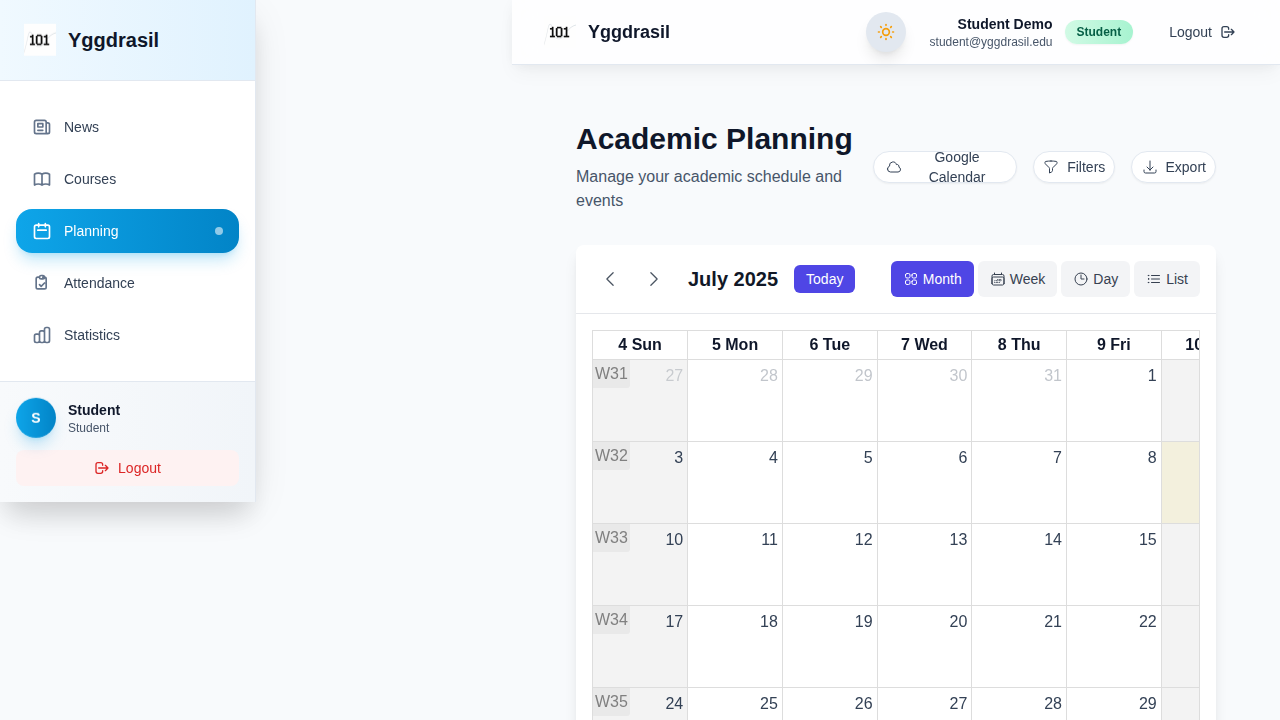 101 Yggdrasil
News
Courses
Planning
Attendance
Statistics
S
Student
Student
Logout
101 Yggdrasil
Student Demo
student@yggdrasil.edu
Student
Logout
Academic Planning
Manage your academic schedule and
events
Google
Calendar
Filters
Export
July 2025
Today
Month
Week
Day
List
4 Sun 5 Mon 6 Tue 7 Wed 8 Thu 9 Fri 10
W31 27 28 29 30 31 1
W32 3 4 5 6 7 8
W33 10 11 12 13 14 15
W34 17 18 19 20 21 22
W35 24 25 26 27 28 29